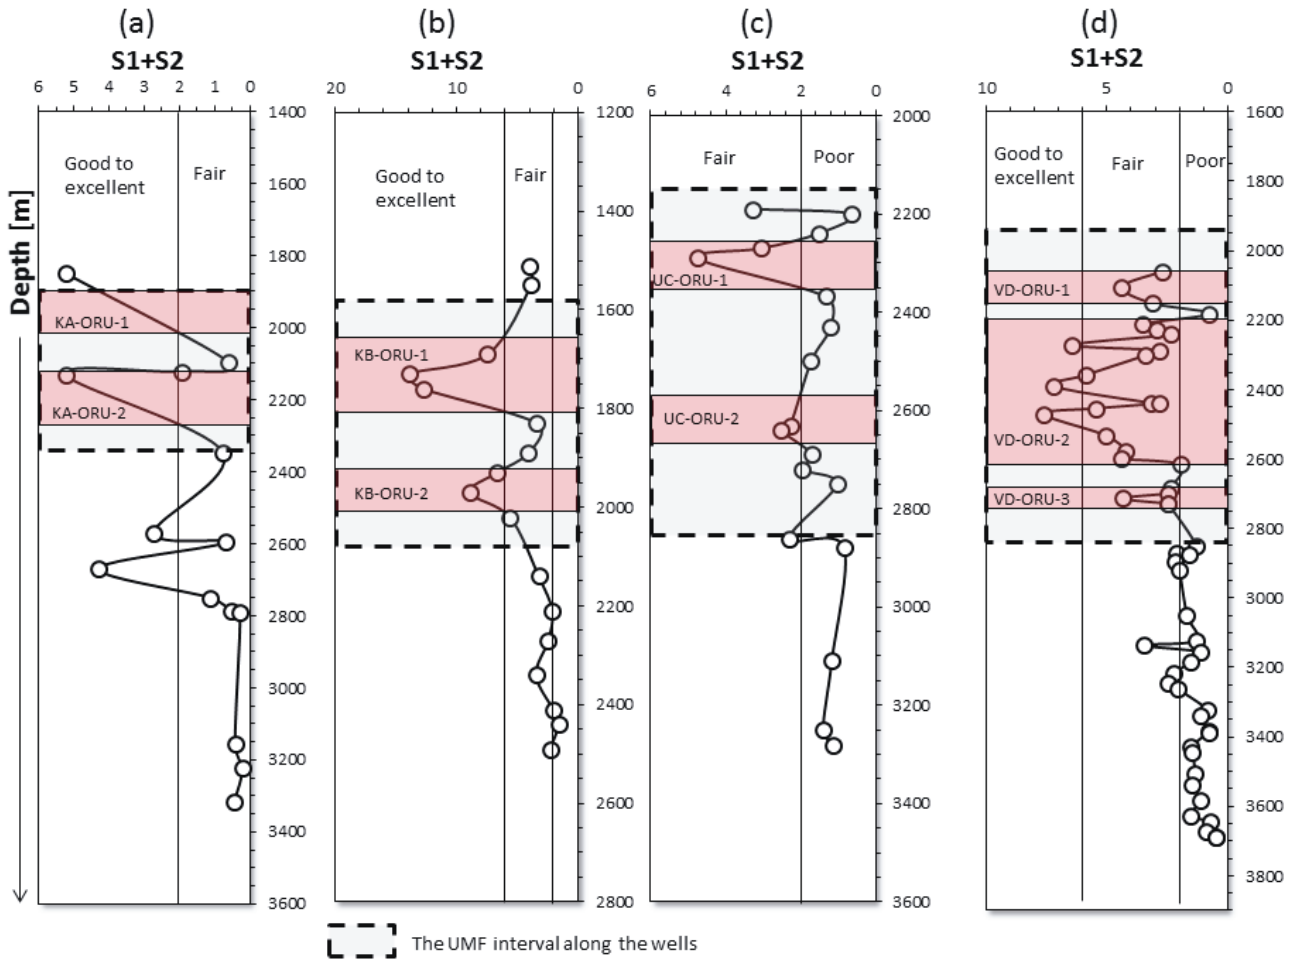 (a)
S1+S2
6 5 4 3 2 1 0
Good to
excellent
Fair
Depth [m]
KA-ORU-1
KA-ORU-2
1400
1600
1800
2000
2200
2400
2600
2800
3000
3200
3400
3600
(b)
S1+S2
20 10 0
Good to
excellent
Fair
KB-ORU-1
KB-ORU-2
1200
1400
1600
1800
2000
2200
2400
2600
2800
(c)
S1+S2
6 4 2 0
Fair
Poor
UC-ORU-1
UC-ORU-2
2000
2200
2400
2600
2800
3000
3200
3400
3600
(d)
S1+S2
10 5 0
Good to
excellent
Fair
Poor
VD-ORU-1
VD-ORU-2
VD-ORU-3
1600
1800
2000
2200
2400
2600
2800
3000
3200
3400
3600
3800
The UMF interval along the wells